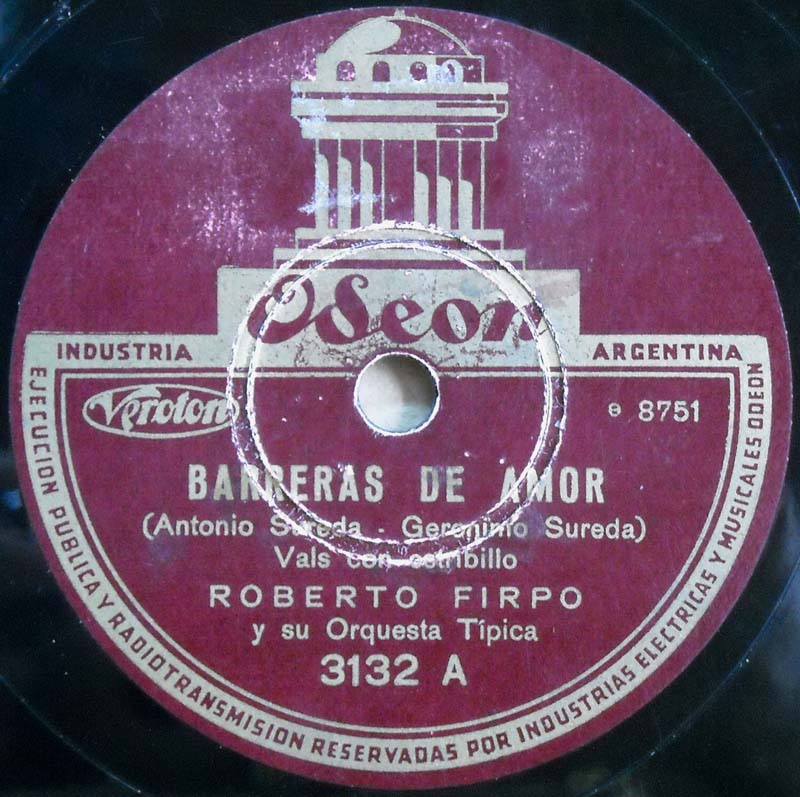 Odeon
INDUSTRIA ARGENTINA
Veroton
e 8751
BARRERAS DE AMOR
(Antonio Sureda - Geronimo Sureda)
Vals con estribillo
ROBERTO FIRPO
y su Orquesta Típica
3132 A
EJECUCION PUBLICA Y RADIOTRANSMISION RESERVADAS POR INDUSTRIAS ELECTRICAS Y MUSICALES ODEON